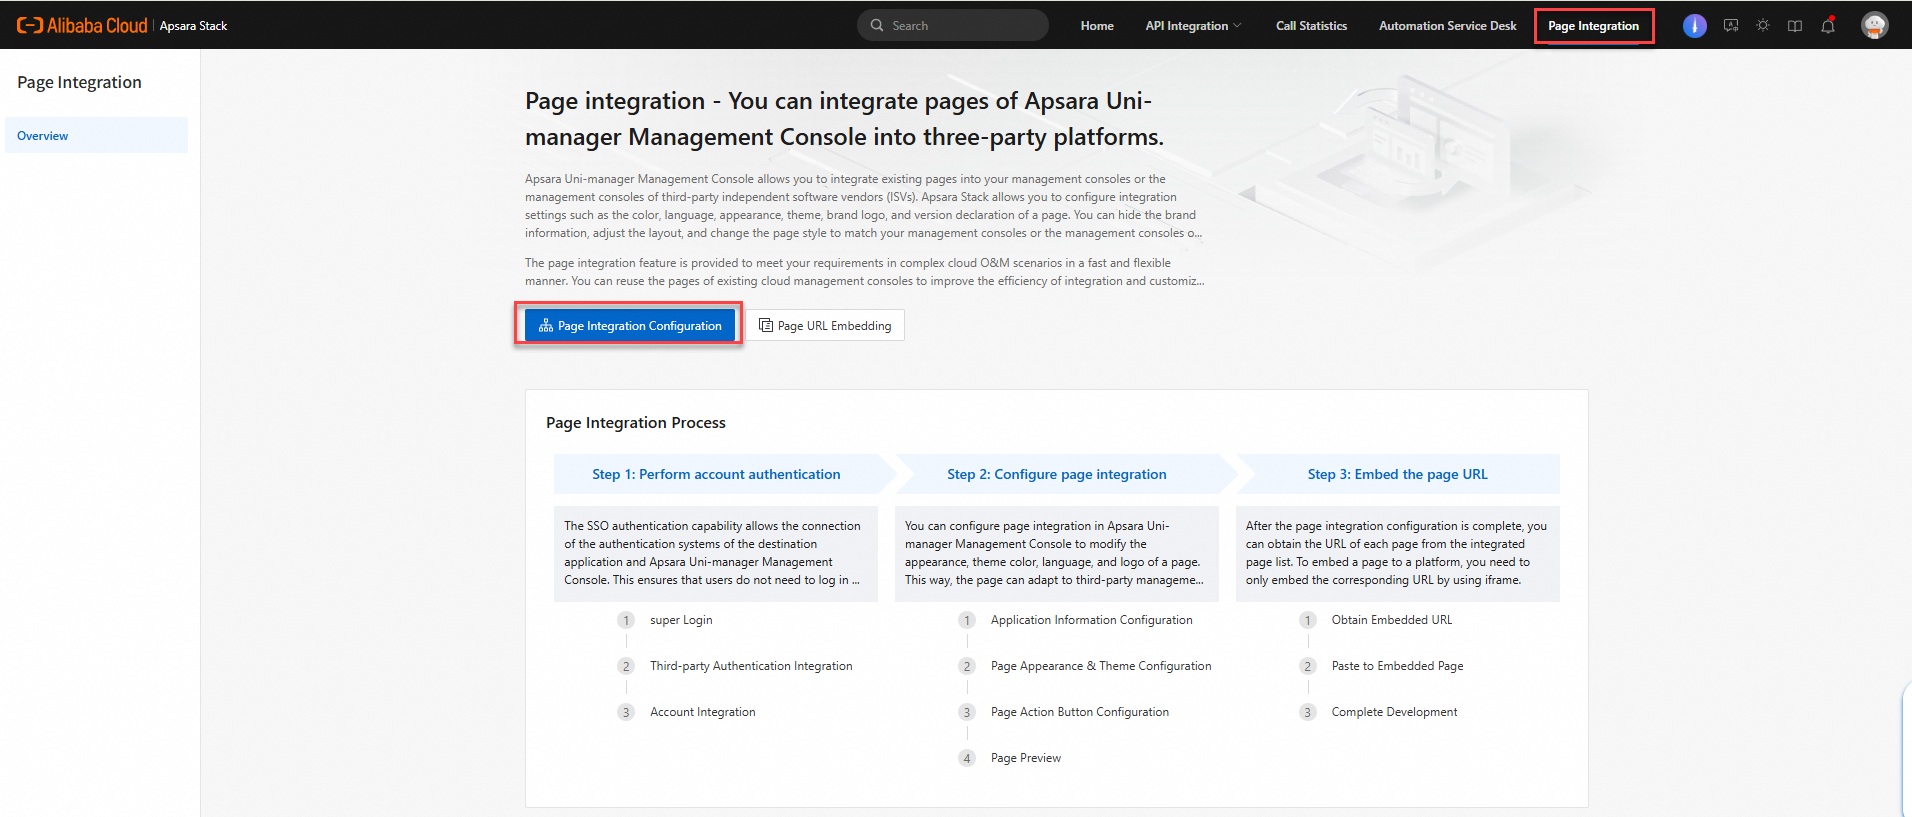 Alibaba Cloud | Apsara Stack
Search
Home
API Integration
Call Statistics
Automation Service Desk
Page Integration
Page Integration
Overview
Page integration - You can integrate pages of Apsara Uni-
manager Management Console into three-party platforms.
Apsara Uni-manager Management Console allows you to integrate existing pages into your management consoles or the
management consoles of third-party independent software vendors (ISVs). Apsara Stack allows you to configure integration
settings such as the color, language, appearance, theme, brand logo, and version declaration of a page. You can hide the brand
information, adjust the layout, and change the page style to match your management consoles or the management consoles o...
The page integration feature is provided to meet your requirements in complex cloud O&M scenarios in a fast and flexible
manner. You can reuse the pages of existing cloud management consoles to improve the efficiency of integration and customiz...
Page Integration Configuration
Page URL Embedding
Page Integration Process
Step 1: Perform account authentication
The SSO authentication capability allows the connection
of the authentication systems of the destination
application and Apsara Uni-manager Management
Console. This ensures that users do not need to log in ...
1 super Login
2 Third-party Authentication Integration
3 Account Integration
Step 2: Configure page integration
You can configure page integration in Apsara Uni-
manager Management Console to modify the
appearance, theme color, language, and logo of a page.
This way, the page can adapt to third-party manageme...
1 Application Information Configuration
2 Page Appearance & Theme Configuration
3 Page Action Button Configuration
4 Page Preview
Step 3: Embed the page URL
After the page integration configuration is complete, you
can obtain the URL of each page from the integrated
page list. To embed a page to a platform, you need to
only embed the corresponding URL by using iframe.
1 Obtain Embedded URL
2 Paste to Embedded Page
3 Complete Development